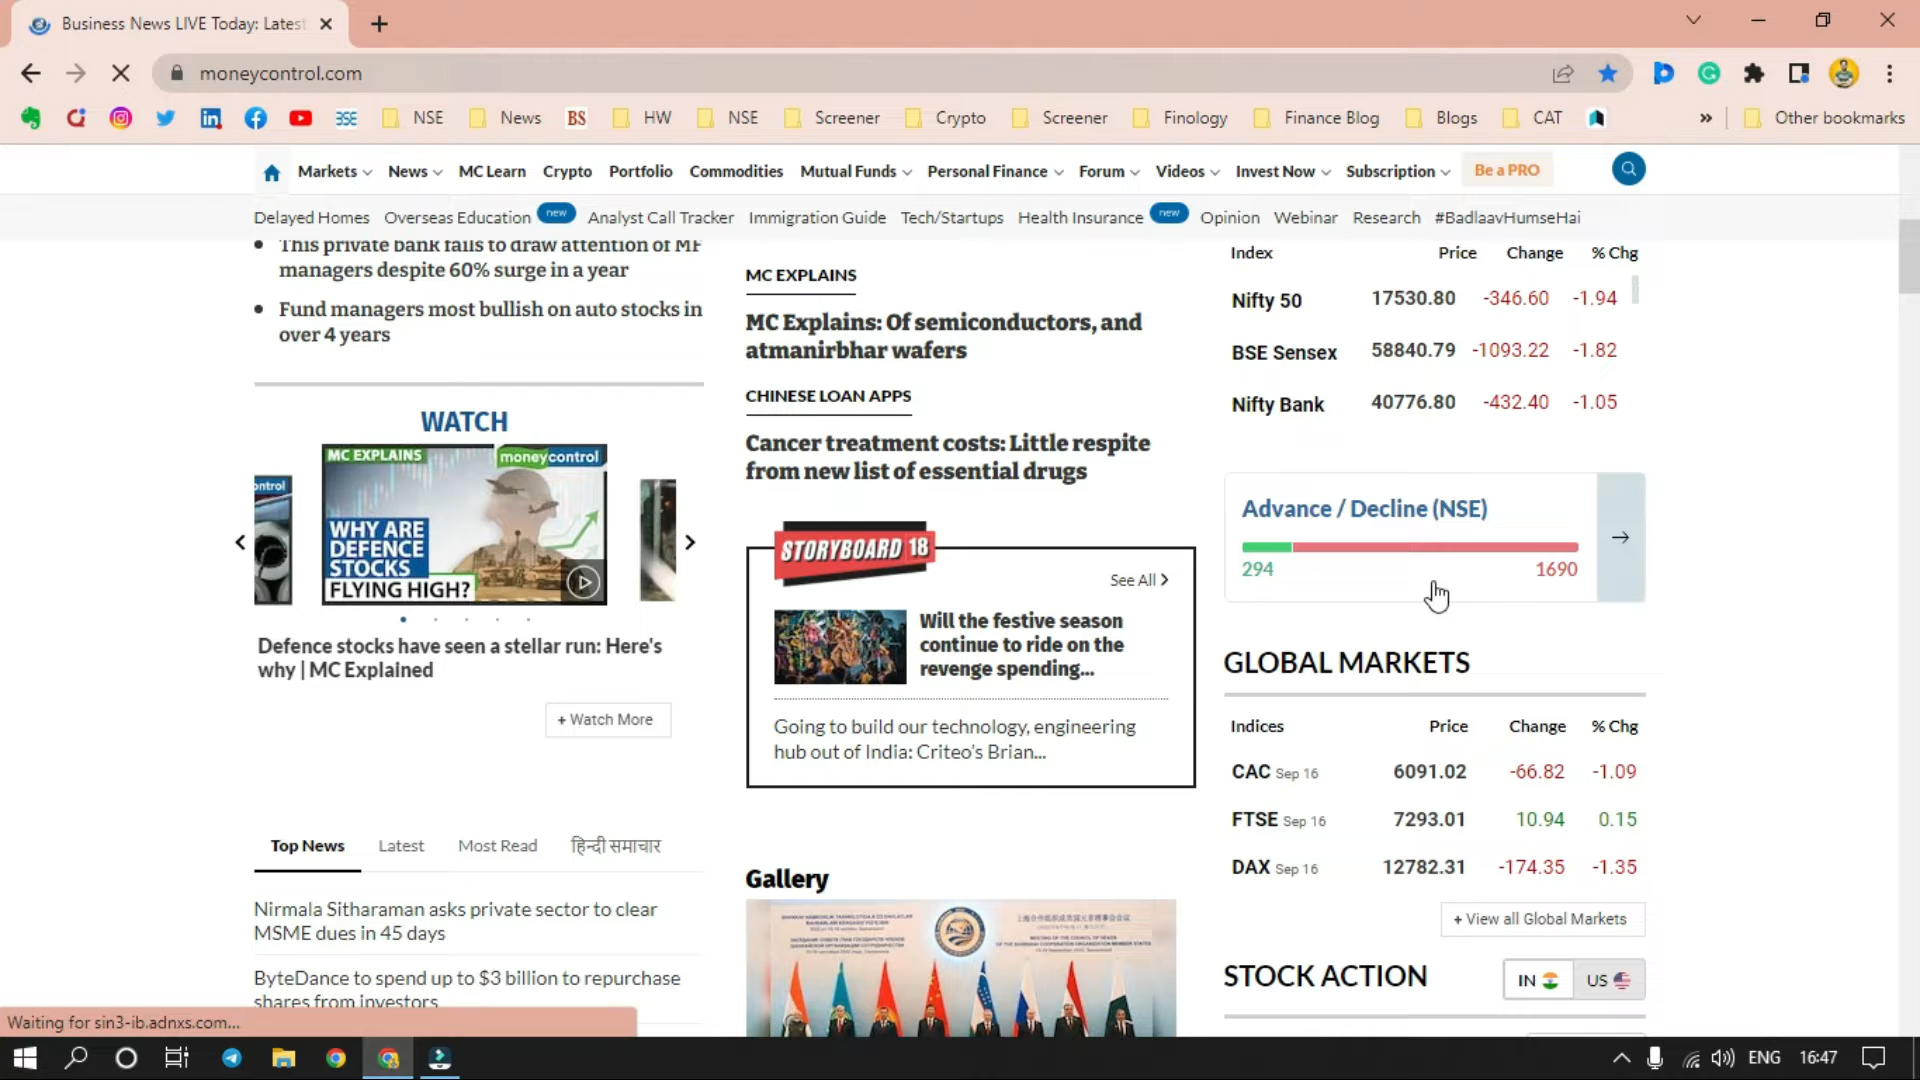 Business News LIVE Today: Latest
moneycontrol.com
NSE
News
BS
HW
NSE
Screener
Crypto
Screener
Finology
Finance Blog
Blogs
CAT
Other bookmarks
Markets News MC Learn Crypto Portfolio Commodities Mutual Funds Personal Finance Forum Videos Invest Now Subscription Be a PRO
Delayed Homes Overseas Education new Analyst Call Tracker Immigration Guide Tech/Startups Health Insurance new Opinion Webinar Research #BadlaavHumseHai
This private bank fails to draw attention of MF
managers despite 60% surge in a year
Fund managers most bullish on auto stocks in
over 4 years
WATCH
ontrol
MC EXPLAINS
moneycontrol
WHY ARE
DEFENCE
STOCKS
FLYING HIGH?
Defence stocks have seen a stellar run: Here's
why | MC Explained
+ Watch More
Top News Latest Most Read हिन्दी समाचार
Nirmala Sitharaman asks private sector to clear
MSME dues in 45 days
ByteDance to spend up to $3 billion to repurchase
shares from investors
MC EXPLAINS
MC Explains: Of semiconductors, and
atmanirbhar wafers
CHINESE LOAN APPS
Cancer treatment costs: Little respite
from new list of essential drugs
STORYBOARD 18
See All
Will the festive season
continue to ride on the
revenge spending...
Going to build our technology, engineering
hub out of India: Criteo's Brian...
Gallery
Index Price Change % Chg
Nifty 50 17530.80 -346.60 -1.94
BSE Sensex 58840.79 -1093.22 -1.82
Nifty Bank 40776.80 -432.40 -1.05
Advance / Decline (NSE)
294 1690
GLOBAL MARKETS
Indices Price Change % Chg
CAC Sep 16 6091.02 -66.82 -1.09
FTSE Sep 16 7293.01 10.94 0.15
DAX Sep 16 12782.31 -174.35 -1.35
+ View all Global Markets
STOCK ACTION IN US
Waiting for sin3-ib.adnxs.com...
ENG 16:47